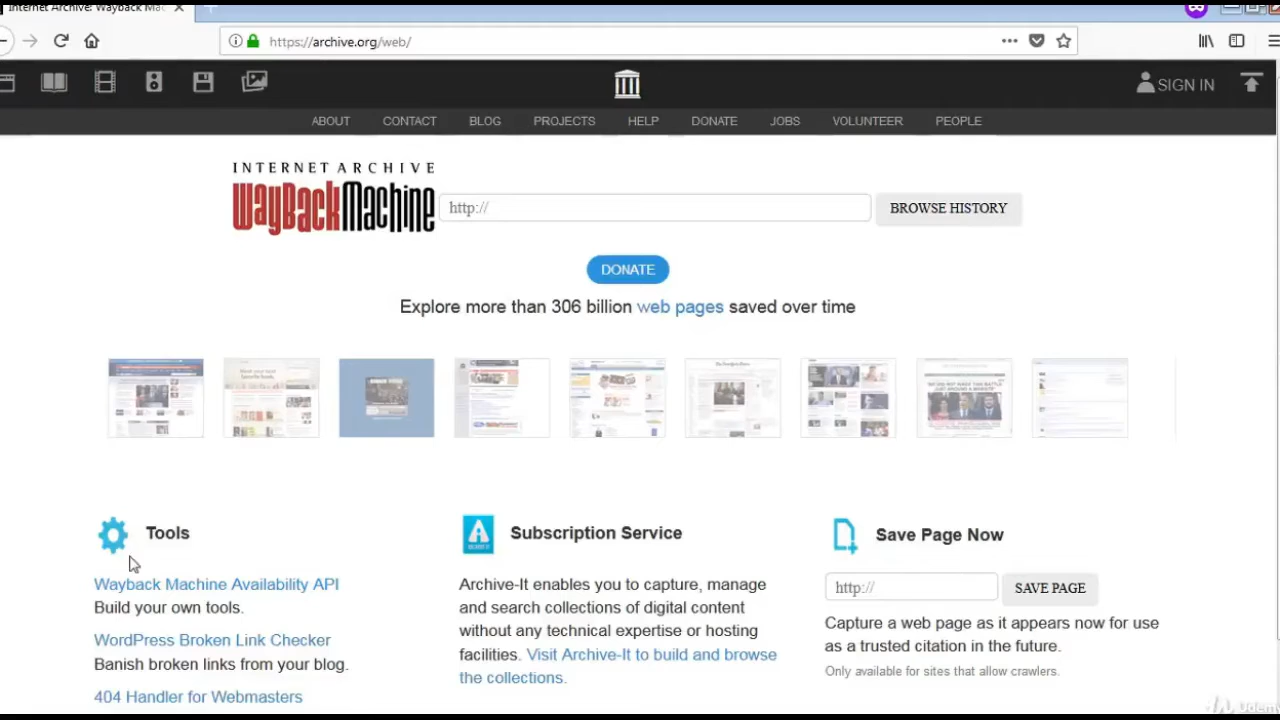 Internet Archive: Wayback Mac
https://archive.org/web/
SIGN IN
ABOUT CONTACT BLOG PROJECTS HELP DONATE JOBS VOLUNTEER PEOPLE
INTERNET ARCHIVE
WayBackMachine
http://
BROWSE HISTORY
DONATE
Explore more than 306 billion web pages saved over time
Tools
Wayback Machine Availability API
Build your own tools.
WordPress Broken Link Checker
Banish broken links from your blog.
404 Handler for Webmasters
Subscription Service
Archive-It enables you to capture, manage
and search collections of digital content
without any technical expertise or hosting
facilities. Visit Archive-It to build and browse
the collections.
Save Page Now
http://
SAVE PAGE
Capture a web page as it appears now for use
as a trusted citation in the future.
Only available for sites that allow crawlers.
Udemy